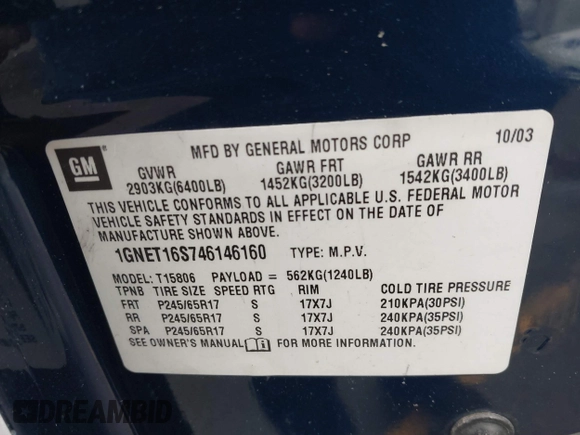 MFD BY GENERAL MOTORS CORP 10/03
GM
GVWR GAWR FRT GAWR RR
2903KG(6400LB) 1452KG(3200LB) 1542KG(3400LB)
THIS VEHICLE CONFORMS TO ALL APPLICABLE U.S. FEDERAL MOTOR
VEHICLE SAFETY STANDARDS IN EFFECT ON THE DATE OF
MANUFACTURE SHOWN ABOVE.
1GNET16S746146160 TYPE: M.P.V.
MODEL: T15806 PAYLOAD = 562KG(1240LB)
TPNB TIRE SIZE SPEED RTG RIM COLD TIRE PRESSURE
FRT P245/65R17 S 17X7J 210KPA(30PSI)
RR P245/65R17 S 17X7J 240KPA(35PSI)
SPA P245/65R17 S 17X7J 240KPA(35PSI)
SEE OWNER'S MANUAL FOR MORE INFORMATION.
DREAMBID